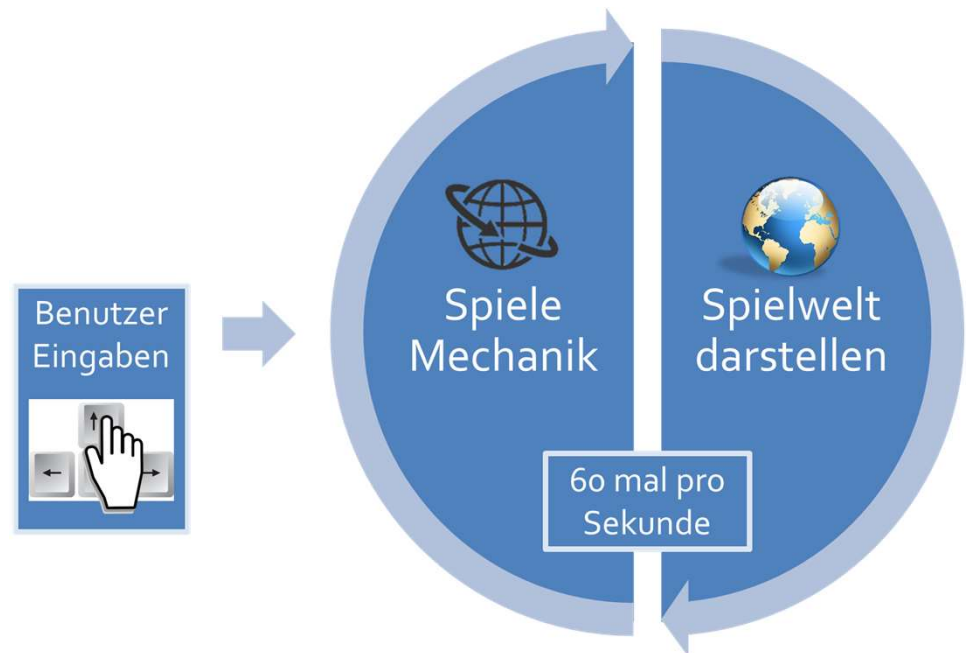 Benutzer
Eingaben
Spiele
Mechanik
Spielwelt
darstellen
60 mal pro
Sekunde